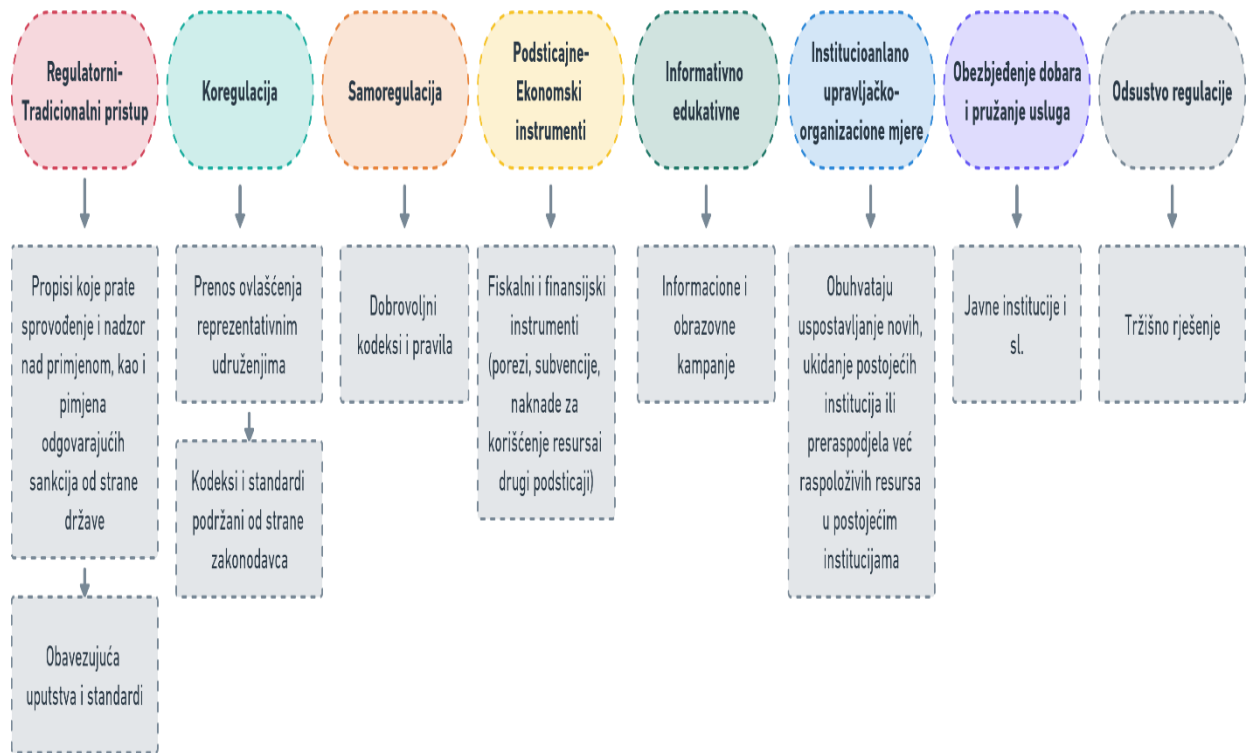 Regulatorni-
Tradicionalni pristup
Koregulacija
Samoregulacija
Podsticajne-
Ekonomski
instrumenti
Informativno
edukativne
Institucioanlano
upravljačko-
organizacione mjere
Obezbjeđenje dobara
i pružanje usluga
Odsustvo regulacije
Propisi koje prate
sprovođenje i nadzor
nad primjenom, kao i
pimjena
odgovarajućih
sankcija od strane
države
Obavezujuća
uputstva i standardi
Prenos ovlašćenja
reprezentativnim
udruženjima
Kodeksi i standardi
podržani od strane
zakonodavca
Dobrovoljni
kodeksi i pravila
Fiskalni i finansijski
instrumenti
(porezi, subvencije,
naknade za
korišćenje resursai
drugi podsticaji)
Informacione i
obrazovne
kampanje
Obuhvataju
uspostavljanje novih,
ukidanje postojećih
institucija ili
preraspodjela već
raspoloživih resursa
u postojećim
institucijama
Javne institucije i
sl.
Tržišno rješenje